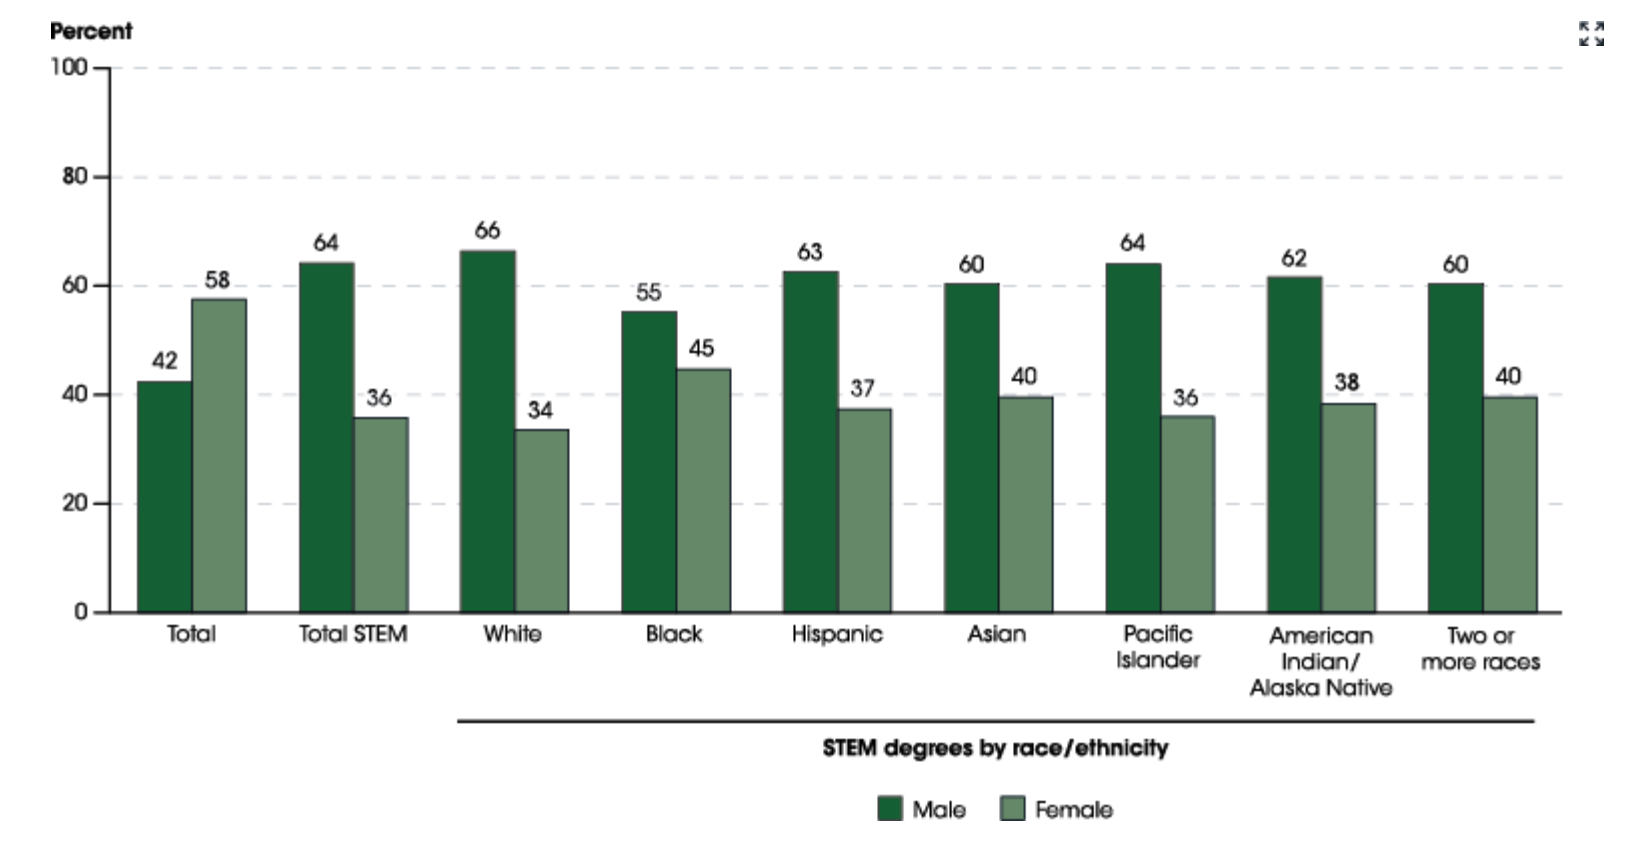 Percent
100
80
60
40
20
0
42
58
64
36
66
34
55
45
63
37
60
40
64
36
62
38
60
40
Total
Total STEM
White
Black
Hispanic
Asian
Pacific
Islander
American
Indian/
Alaska Native
Two or
more races
STEM degrees by race/ethnicity
Male
Female